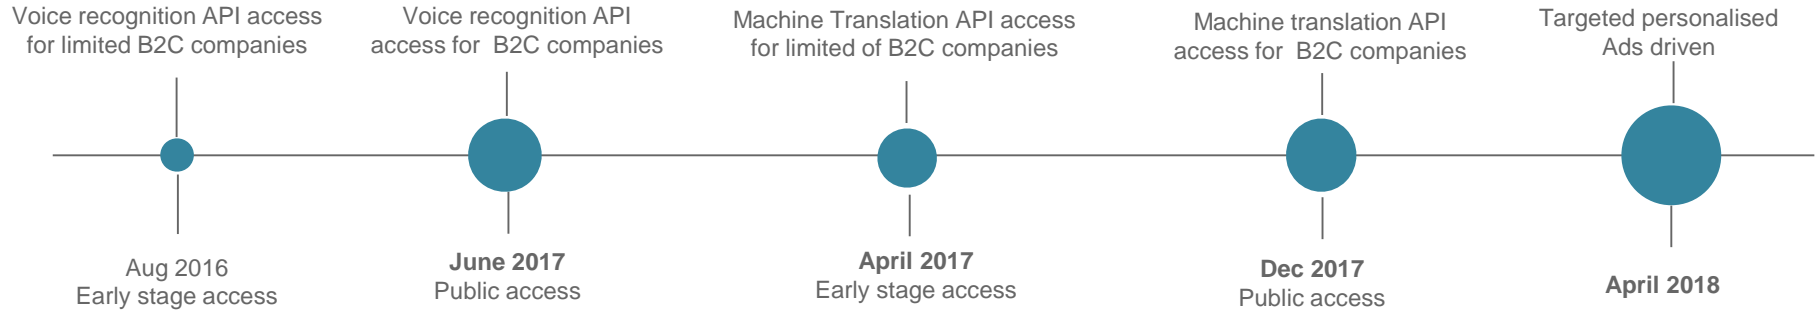 Voice recognition API access
for limited B2C companies
Aug 2016
Early stage access
Voice recognition API
access for  B2C companies
June 2017
Public access
Machine Translation API access
for limited of B2C companies
April 2017
Early stage access
Machine translation API
access for  B2C companies
Dec 2017
Public access
Targeted personalised
Ads driven
April 2018